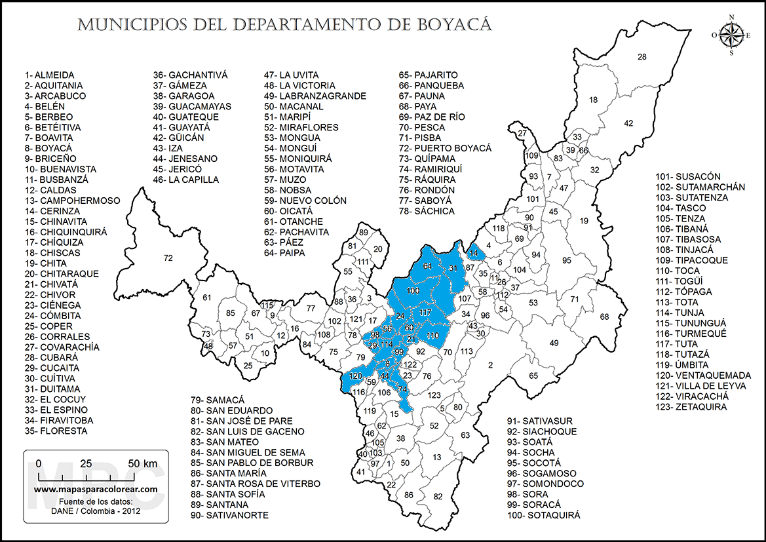 MUNICIPIOS DEL DEPARTAMENTO DE BOYACÁ
N
O
E
S
1- ALMEIDA
2- AQUITANIA
3- ARCABUCO
4- BELÉN
5- BERBEO
6- BETÉITIVA
7- BOAVITA
8- BOYACÁ
9- BRICEÑO
10- BUENAVISTA
11- BUSBANZÁ
12- CALDAS
13- CAMPOHERMOSO
14- CERINZA
15- CHINAVITA
16- CHIQUINQUIRÁ
17- CHÍQUIZA
18- CHISCAS
19- CHITA
20- CHITARAQUE
21- CHIVATÁ
22- CHIVOR
23- CIÉNEGA
24- CÓMBITA
25- COPER
26- CORRALES
27- COVARACHÍA
28- CUBARÁ
29- CUCAITA
30- CUÍTIVA
31- DUITAMA
32- EL COCUY
33- EL ESPINO
34- FIRAVITOBA
35- FLORESTA
36- GACHANTIVÁ
37- GÁMEZA
38- GARAGOA
39- GUACAMAYAS
40- GUATEQUE
41- GUAYATÁ
42- GÜICÁN
43- IZA
44- JENESANO
45- JERICÓ
46- LA CAPILLA
47- LA UVITA
48- LA VICTORIA
49- LABRANZAGRANDE
50- MACANAL
51- MARIPÍ
52- MIRAFLORES
53- MONGUA
54- MONGUÍ
55- MONIQUIRÁ
56- MOTAVITA
57- MUZO
58- NOBSA
59- NUEVO COLÓN
60- OICATÁ
61- OTANCHE
62- PACHAVITA
63- PÁEZ
64- PAIPA
65- PAJARITO
66- PANQUEBA
67- PAUNA
68- PAYA
69- PAZ DE RÍO
70- PESCA
71- PISBA
72- PUERTO BOYACÁ
73- QUÍPAMA
74- RAMIRIQUÍ
75- RÁQUIRA
76- RONDÓN
77- SABOYÁ
78- SÁCHICA
79- SAMACÁ
80- SAN EDUARDO
81- SAN JOSÉ DE PARE
82- SAN LUIS DE GACENO
83- SAN MATEO
84- SAN MIGUEL DE SEMA
85- SAN PABLO DE BORBUR
86- SANTA MARÍA
87- SANTA ROSA DE VITERBO
88- SANTA SOFÍA
89- SANTANA
90- SATIVANORTE
91- SATIVASUR
92- SIACHOQUE
93- SOATÁ
94- SOCHA
95- SOCOTÁ
96- SOGAMOSO
97- SOMONDOCO
98- SORA
99- SORACÁ
100- SOTAQUIRÁ
101- SUSACÓN
102- SUTAMARCHÁN
103- SUTATENZA
104- TASCO
105- TENZA
106- TIBANÁ
107- TIBASOSA
108- TINJACÁ
109- TIPACOQUE
110- TOCA
111- TOGÜÍ
112- TÓPAGA
113- TOTA
114- TUNJA
115- TUNUNGUÁ
116- TURMEQUÉ
117- TUTA
118- TUTAZÁ
119- ÚMBITA
120- VENTAQUEMADA
121- VILLA DE LEYVA
122- VIRACACHÁ
123- ZETAQUIRA
0 25 50 km
www.mapasparacolorear.com
Fuente de los datos:
DANE / Colombia - 2012